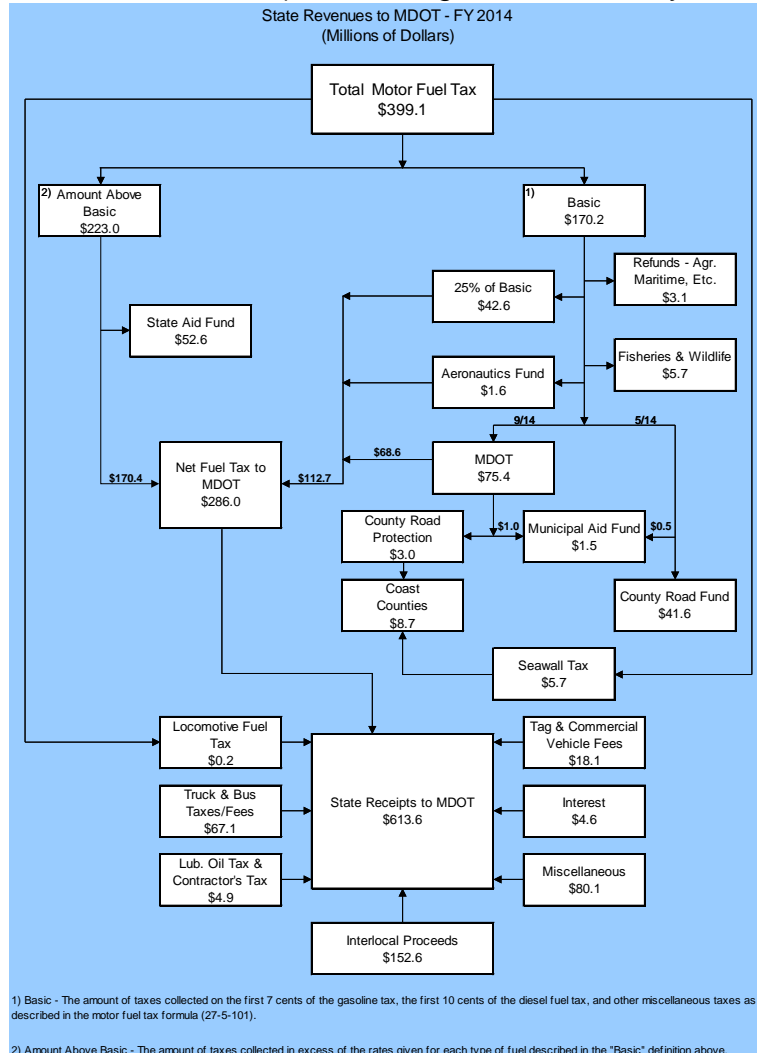 State Revenues to MDOT - FY 2014
(Millions of Dollars)
Total Motor Fuel Tax
$399.1
2) Amount Above
Basic
$223.0
1)
Basic
$170.2
Refunds - Agr.
Maritime, Etc.
$3.1
25% of Basic
$42.6
State Aid Fund
$52.6
Fisheries & Wildlife
$5.7
Aeronautics Fund
$1.6
9/14
5/14
$68.6
MDOT
$75.4
Net Fuel Tax to
MDOT
$286.0
$170.4
$112.7
County Road
Protection
$3.0
$1.0
Municipal Aid Fund
$1.5
$0.5
Coast
Counties
$8.7
County Road Fund
$41.6
Seawall Tax
$5.7
Locomotive Fuel
Tax
$0.2
Tag & Commercial
Vehicle Fees
$18.1
Truck & Bus
Taxes/Fees
$67.1
State Receipts to MDOT
$613.6
Interest
$4.6
Lub. Oil Tax &
Contractor's Tax
$4.9
Miscellaneous
$80.1
Interlocal Proceeds
$152.6
1) Basic - The amount of taxes collected on the first 7 cents of the gasoline tax, the first 10 cents of the diesel fuel tax, and other miscellaneous taxes as
described in the motor fuel tax formula (27-5-101).
2) Amount Above Basic - The amount of taxes collected in excess of the rates given for each type of fuel described in the "Basic" definition above.